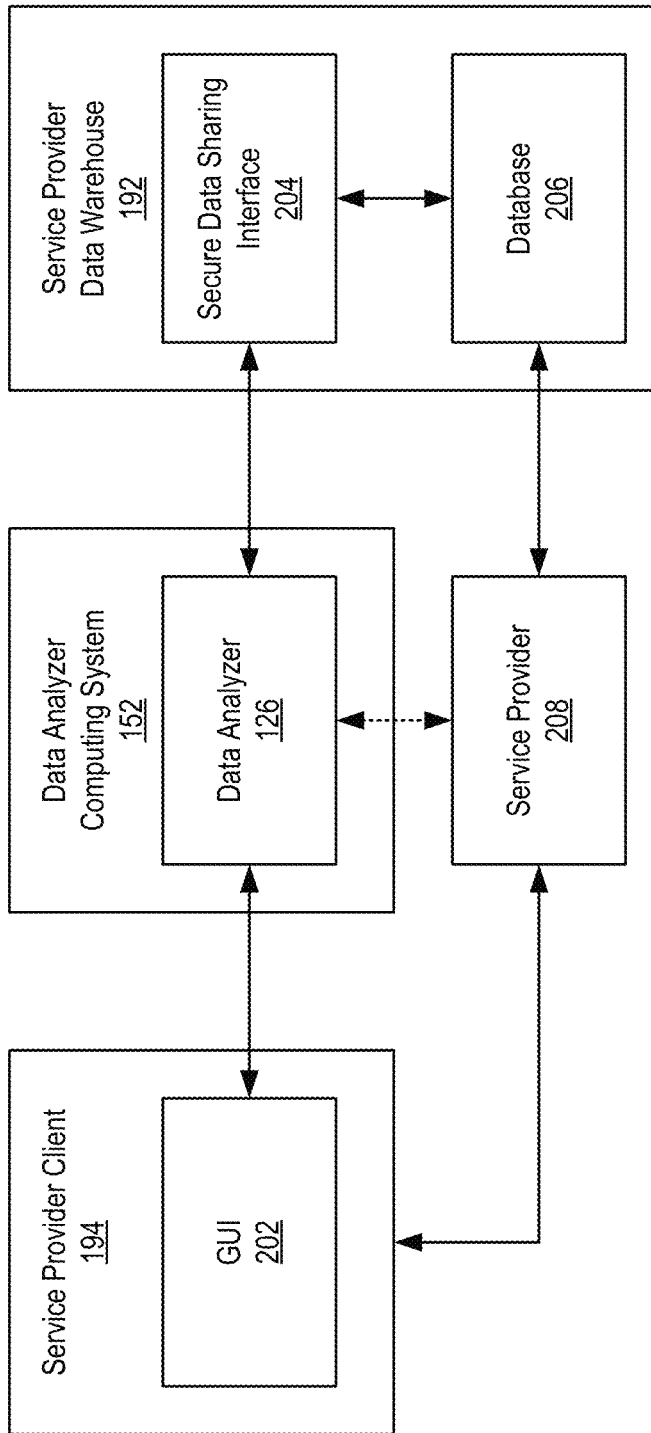 Service Provider Client
194
GUI
202
Data Analyzer
Computing System
152
Data Analyzer
126
Service Provider
208
Service Provider
Data Warehouse
192
Secure Data Sharing
Interface
204
Database
206